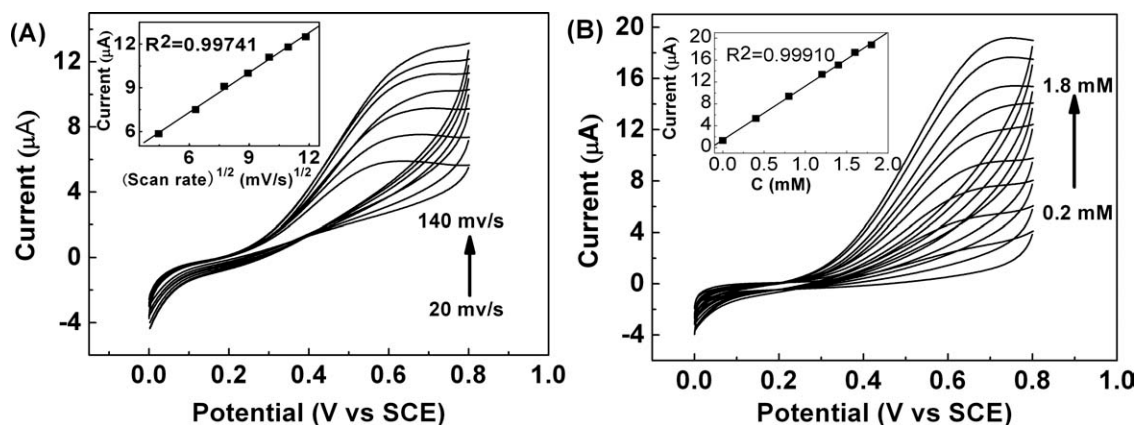 (A)
Current (μA)
12
8
4
0
-4
0.0 0.2 0.4 0.6 0.8 1.0
Potential (V vs SCE)
140 mv/s
20 mv/s
R2=0.99741
Current (μA)
12
9
6
6 8 10 12
(Scan rate) 1/2 (mV/s)1/2
(B)
Current (μA)
20
16
12
8
4
0
-4
0.0 0.2 0.4 0.6 0.8 1.0
Potential (V vs SCE)
1.8 mM
0.2 mM
R2=0.99910
Current (μA)
20
16
12
8
4
0
0.0 0.5 1.0 1.5 2.0
C (mM)